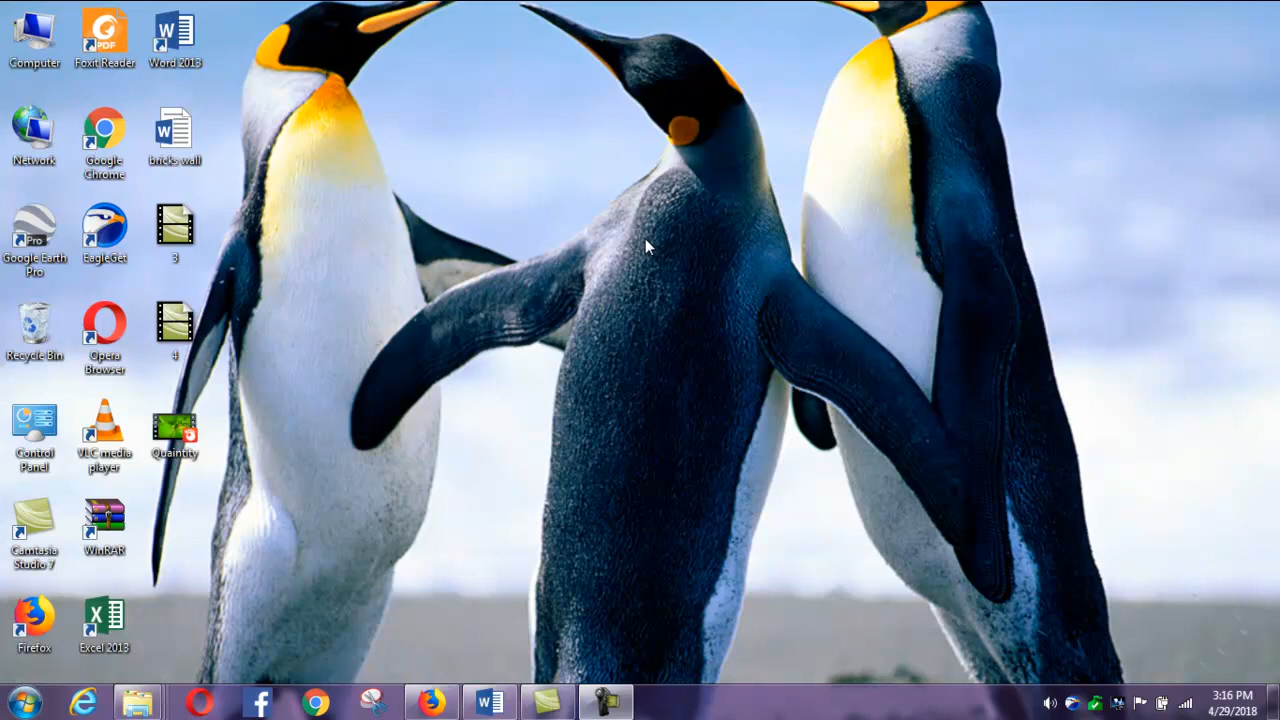 Computer
Foxit Reader
Word 2013
Network
Google
Chrome
bricks wall
Pro
Google Earth
Pro
EagleGet
3
Recycle Bin
Opera
Browser
4
Control
Panel
VLC media
player
Quaintity
Camtasia
Studio 7
WinRAR
Firefox
Excel 2013
3:16 PM
4/29/2018